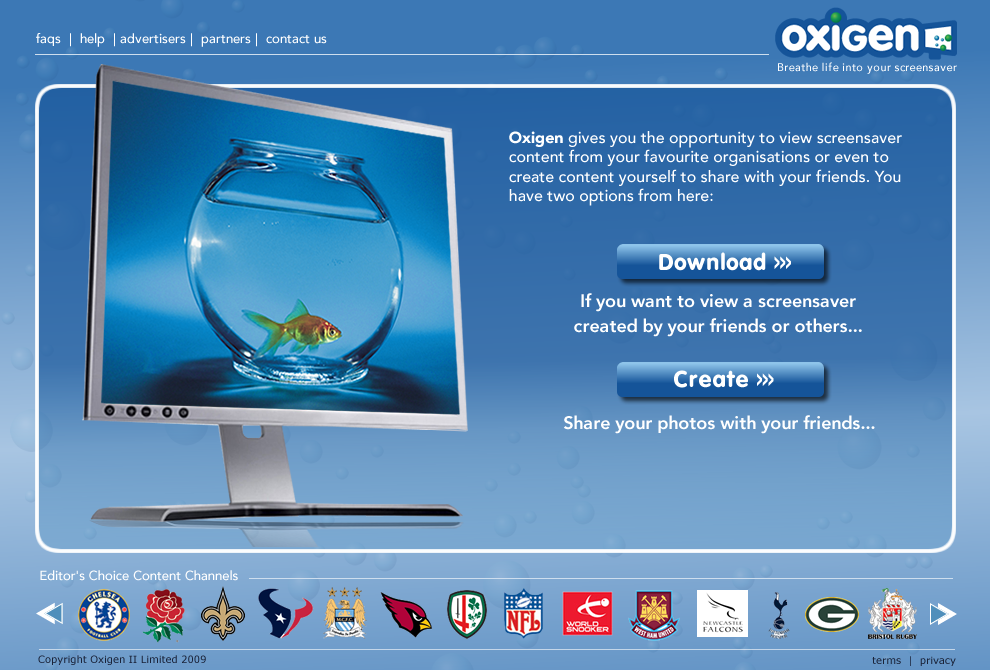 faqs | help | advertisers | partners | contact us
oxigen
Breathe life into your screensaver
Oxigen gives you the opportunity to view screensaver
content from your favourite organisations or even to
create content yourself to share with your friends. You
have two options from here:
Download »›
If you want to view a screensaver
created by your friends or others...
Create »›
Share your photos with your friends...
Editor's Choice Content Channels
CHELSEA
FOOTBALL CLUB
M.C.F.C.
NFL
WORLD
SNOOKER
WEST HAM UNITED
NEWCASTLE
FALCONS
G
BRISTOL RUGBY
Copyright Oxigen II Limited 2009
terms | privacy